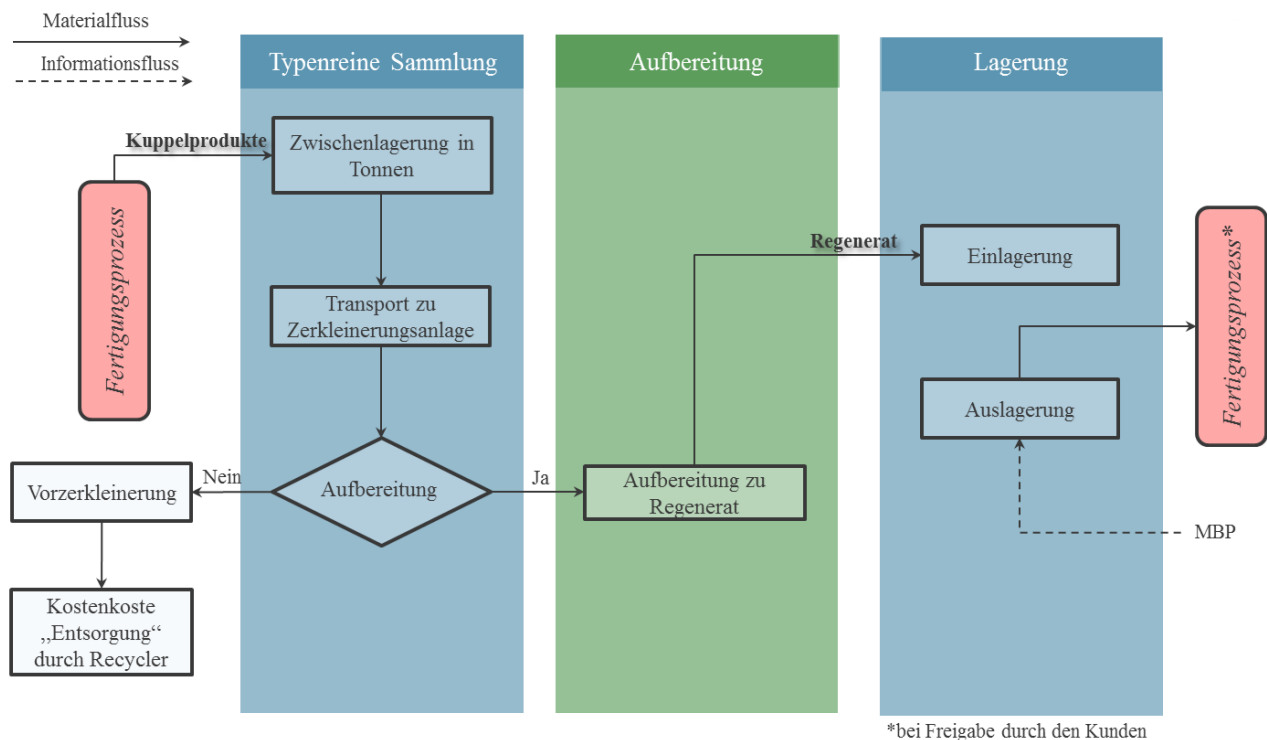 Materialfluss
Informationsfluss
Typenreine Sammlung
Aufbereitung
Lagerung
Kuppelprodukte
Zwischenlagerung in
Tonnen
Fertigungsprozess
Regenerat
Einlagerung
Fertigungsprozess*
Transport zu
Zerkleinerungsanlage
Auslagerung
Vorzerkleinerung
Nein
Aufbereitung
Ja
Aufbereitung zu
Regenerat
MBP
Kostenkoste
„Entsorgung“
durch Recycler
*bei Freigabe durch den Kunden